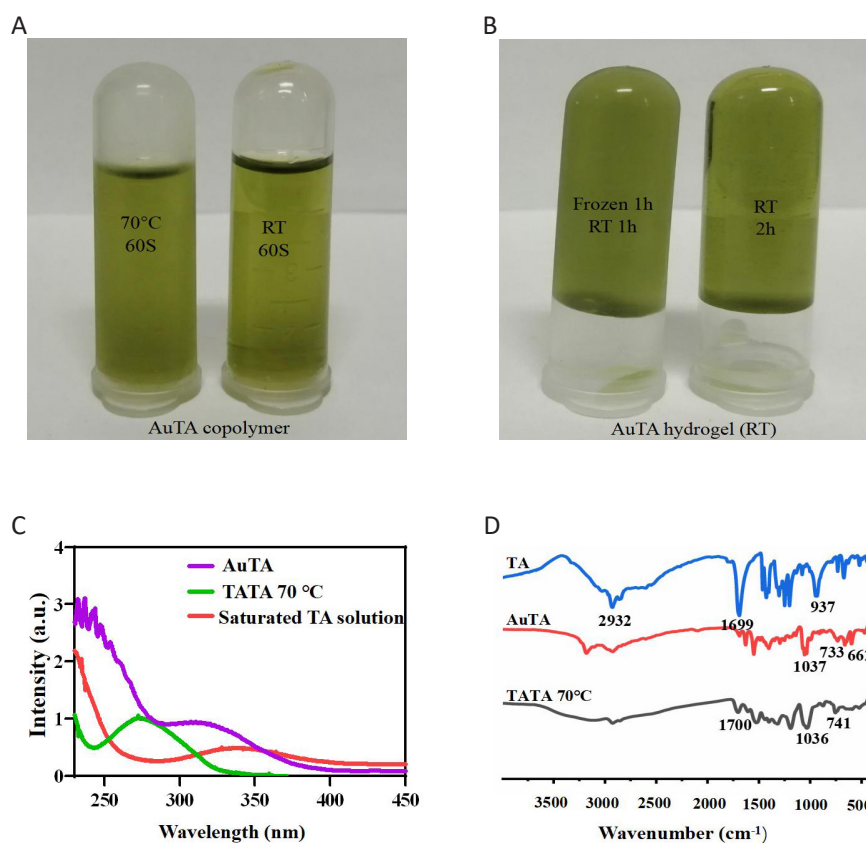 A
70°C
60S
RT
60S
AuTA copolymer
B
Frozen 1h
RT 1h
RT
2h
AuTA hydrogel (RT)
C
4
3
2
1
0
Intensity (a.u.)
AuTA
TATA 70 °C
Saturated TA solution
250
300
350
400
450
Wavelength (nm)
D
TA
2932
1699
937
AuTA
1037
733
TATA 70°C
1700
1036
741
3500
3000
2500
2000
1500
1000
500
Wavenumber (cm⁻¹)